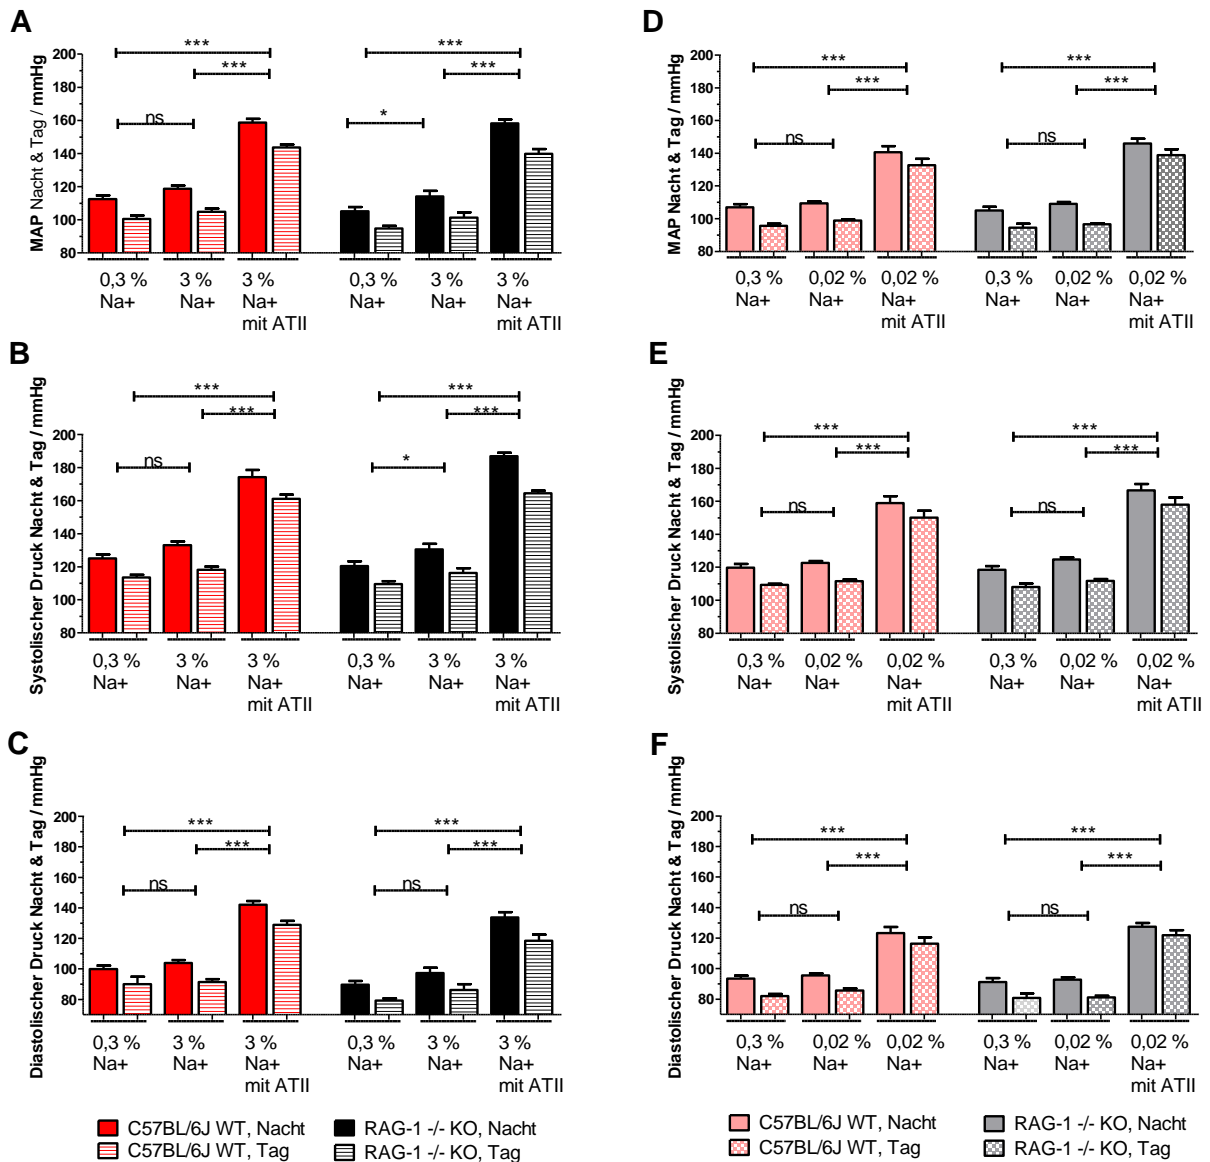 A
MAP Nacht & Tag / mmHg
200
180
160
140
120
100
80
***
***
ns
***
***
*
0,3 %
Na+
3 %
Na+
3 %
Na+
mit ATII
0,3 %
Na+
3 %
Na+
3 %
Na+
mit ATII
D
MAP Nacht & Tag / mmHg
200
180
160
140
120
100
80
***
***
ns
***
***
ns
0,3 %
Na+
0,02 %
Na+
0,02 %
Na+
mit ATII
0,3 %
Na+
0,02 %
Na+
0,02 %
Na+
mit ATII
B
Systolischer Druck Nacht & Tag / mmHg
200
180
160
140
120
100
80
***
***
ns
***
***
*
0,3 %
Na+
3 %
Na+
3 %
Na+
mit ATII
0,3 %
Na+
3 %
Na+
3 %
Na+
mit ATII
E
Systolischer Druck Nacht & Tag / mmHg
200
180
160
140
120
100
80
***
***
ns
***
***
ns
0,3 %
Na+
0,02 %
Na+
0,02 %
Na+
mit ATII
0,3 %
Na+
0,02 %
Na+
0,02 %
Na+
mit ATII
C
Diastolischer Druck Nacht & Tag / mmHg
200
180
160
140
120
100
80
***
***
ns
***
***
ns
0,3 %
Na+
3 %
Na+
3 %
Na+
mit ATII
0,3 %
Na+
3 %
Na+
3 %
Na+
mit ATII
F
Diastolischer Druck Nacht & Tag / mmHg
200
180
160
140
120
100
80
***
***
ns
***
***
ns
0,3 %
Na+
0,02 %
Na+
0,02 %
Na+
0,3 %
Na+
0,02 %
Na+
0,02 %
Na+
mit ATII
C57BL/6J WT, Nacht
C57BL/6J WT, Tag
RAG-1 -/- KO, Nacht
RAG-1 -/- KO, Tag
C57BL/6J WT, Nacht
C57BL/6J WT, Tag
RAG-1 -/- KO, Nacht
RAG-1 -/- KO, Tag